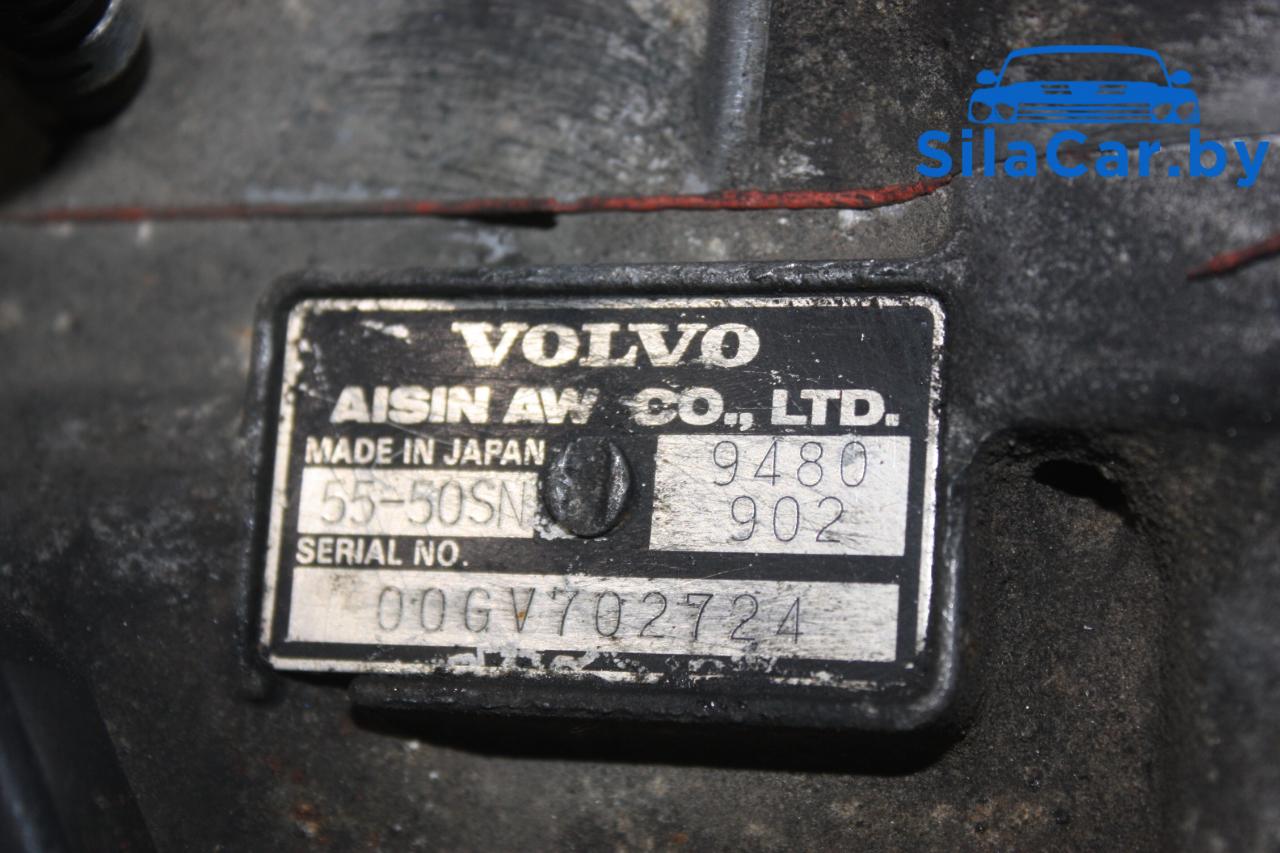 SilaCar.by
VOLVO
AISIN AW CO., LTD.
MADE IN JAPAN 9480
55-50SN 902
SERIAL NO.
00GV702724